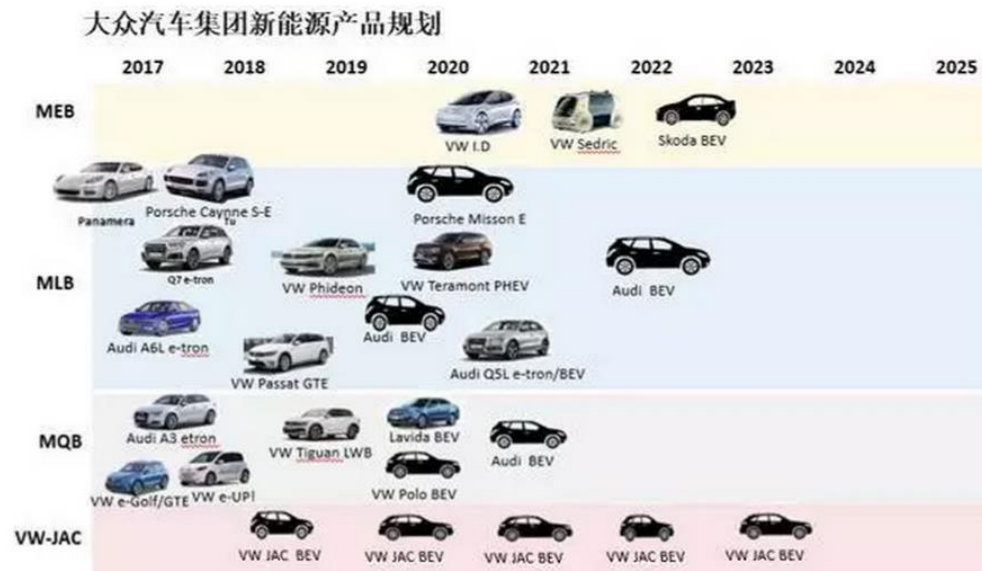 大众汽车集团新能源产品规划
2017 2018 2019 2020 2021 2022 2023 2024 2025
MEB
VW I.D
VW Sedric
Skoda BEV
Panamera
Porsche Caynne S-E
Tu
Porsche Misson E
MLB
Q7 e-tron
VW Phideon
VW Teramont PHEV
Audi BEV
Audi A6L e-tron
Audi BEV
VW Passat GTE
Audi Q5L e-tron/BEV
MQB
Audi A3 etron
VW Tiguan LWB
Lavida BEV
Audi BEV
VW e-Golf/GTE
VW e-UP!
VW Polo BEV
VW-JAC
VW JAC BEV
VW JAC BEV
VW JAC BEV
VW JAC BEV
VW JAC BEV